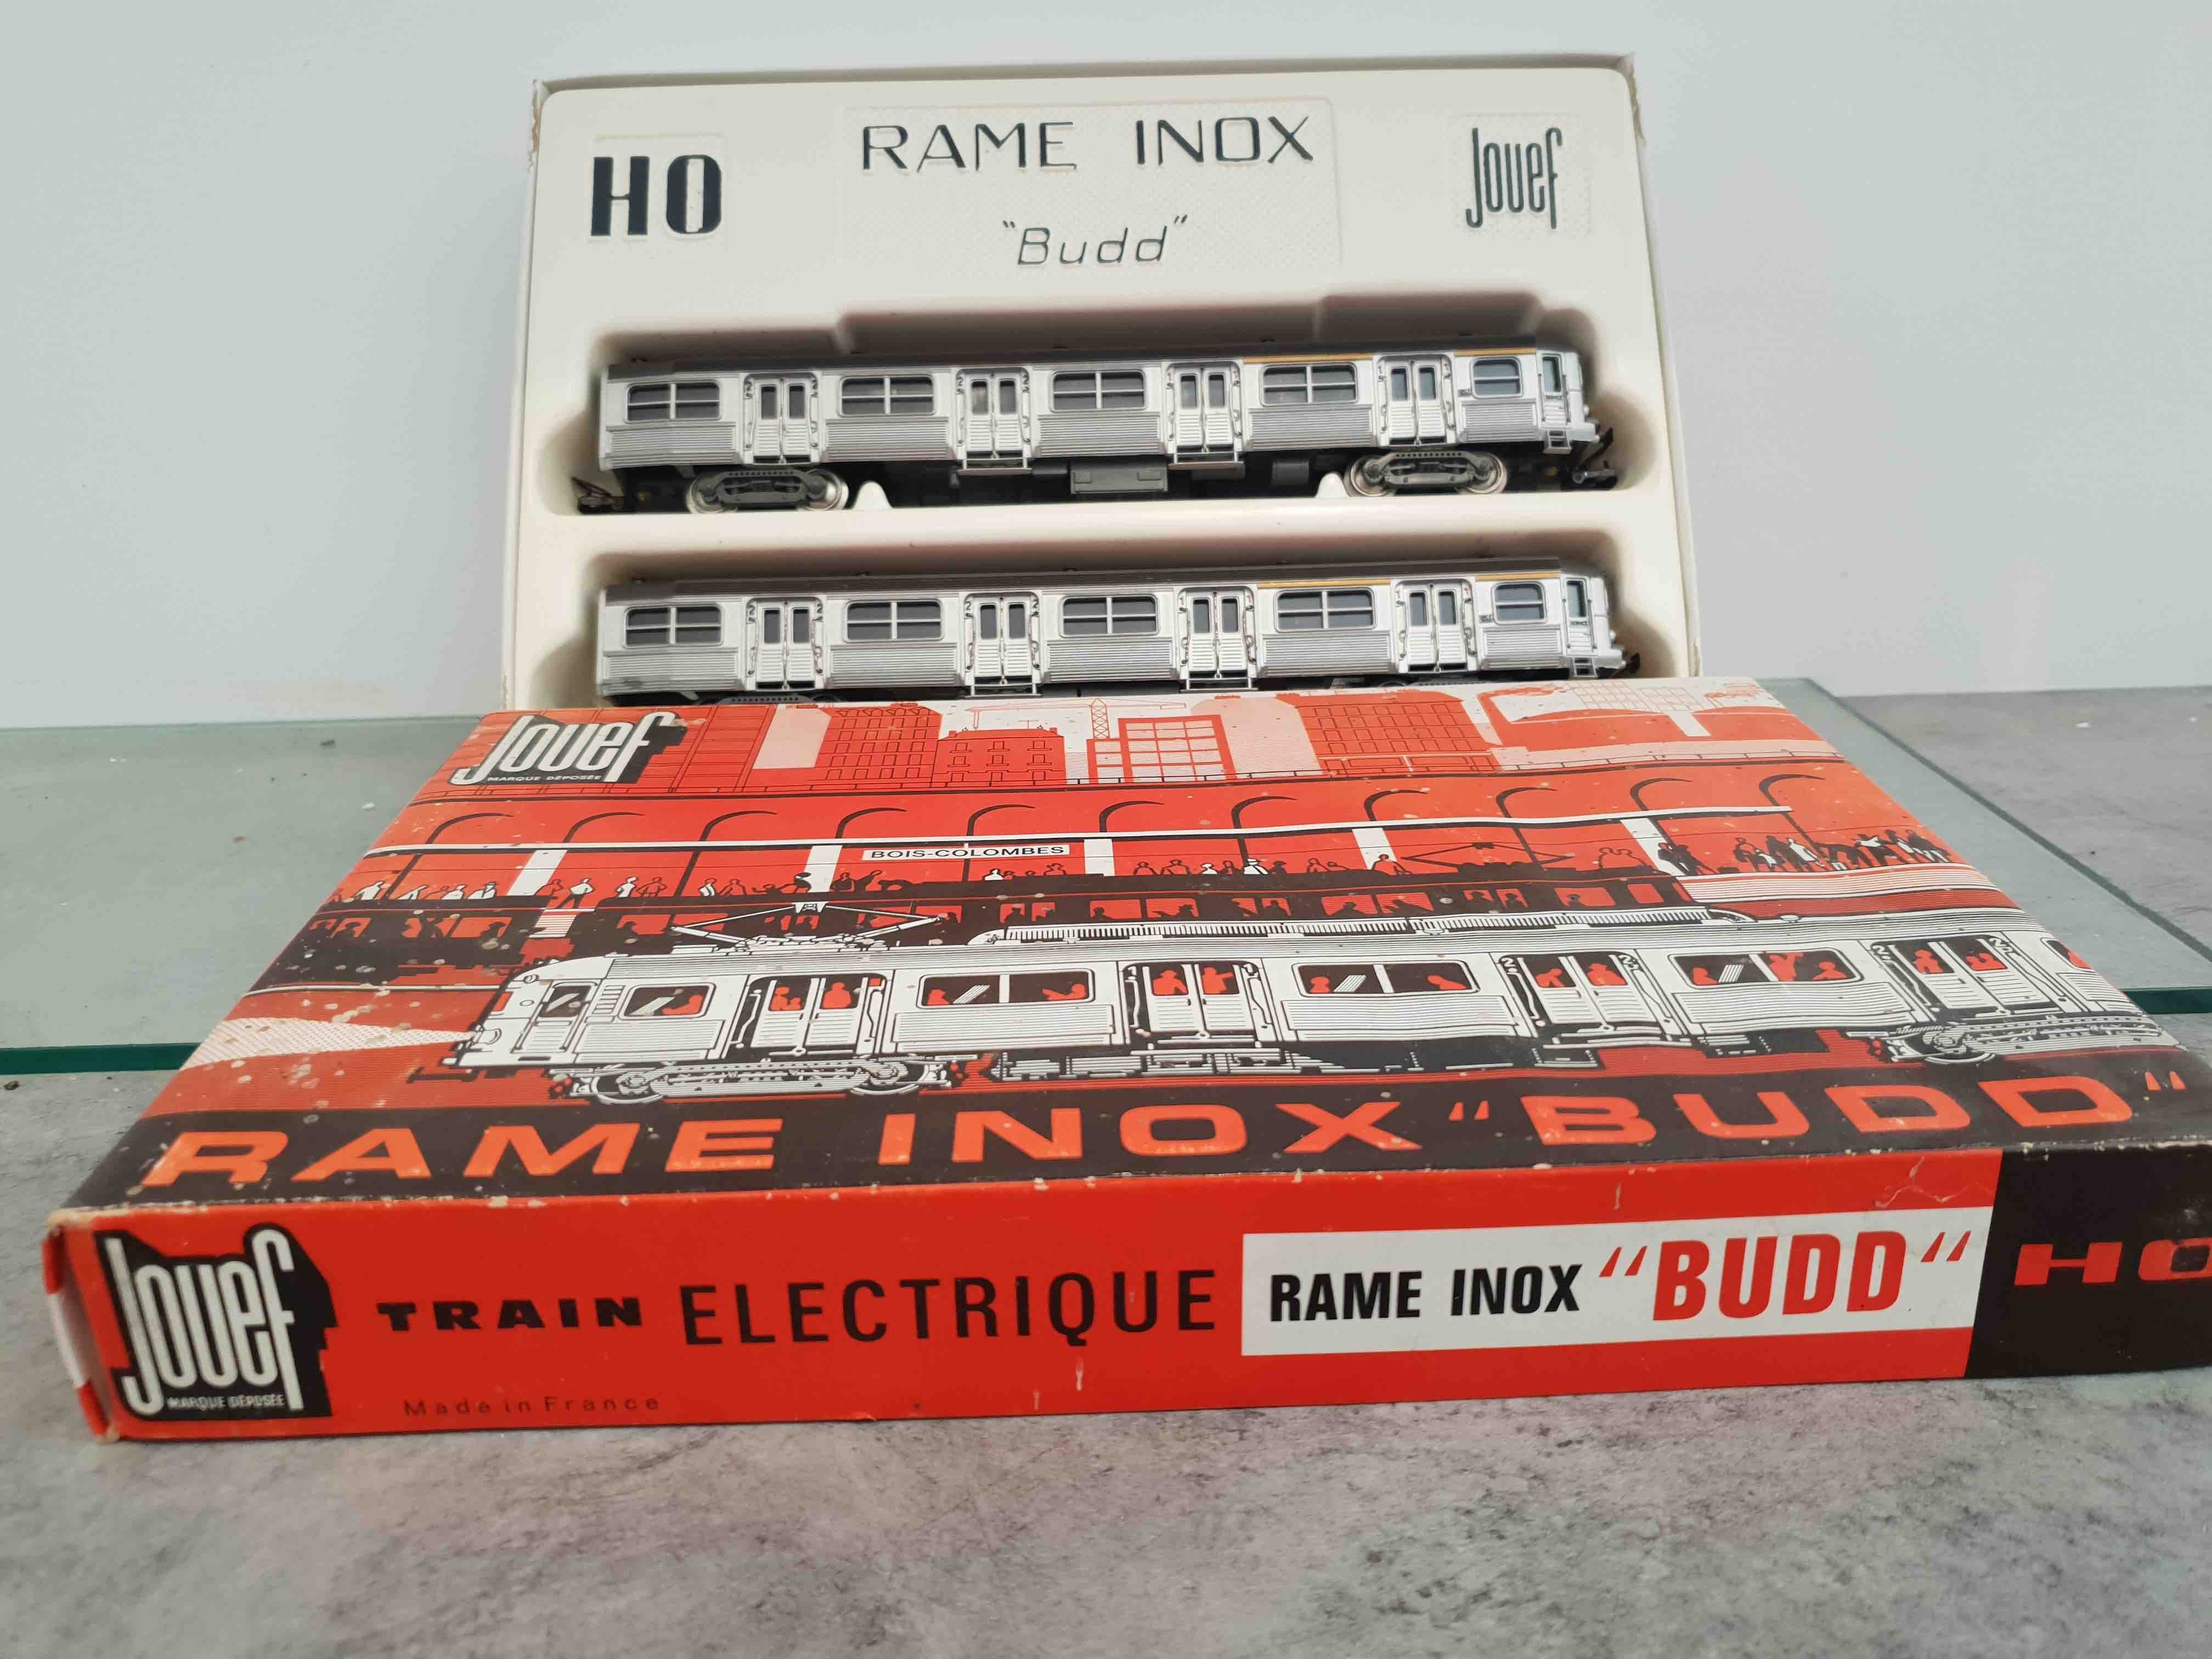 HO
RAME INOX
"Budd"
Jouef
Jouef
MARQUE DÉPOSÉE
BOIS-COLOMBES
RAME INOX "BUDD"
Jouef
MARQUE DÉPOSÉE
TRAIN ELECTRIQUE
RAME INOX "BUDD"
HO
Made in France